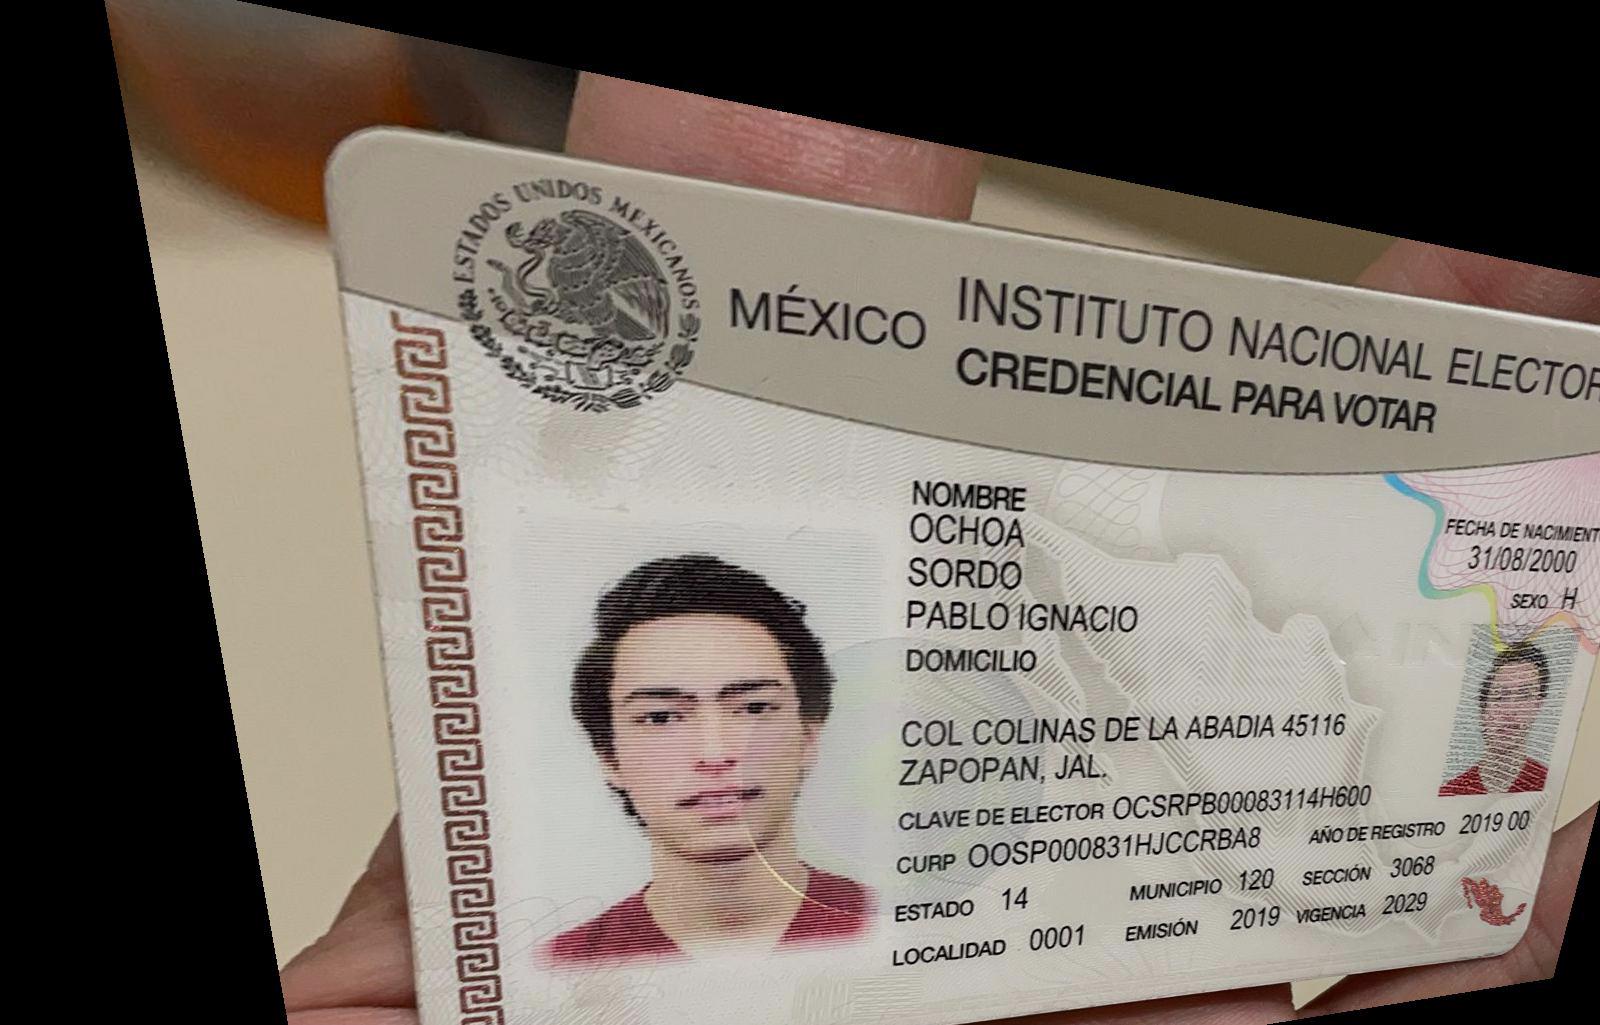 ESTADOS UNIDOS MEXICANOS
MÉXICO
INSTITUTO NACIONAL ELECTOR
CREDENCIAL PARA VOTAR
NOMBRE
OCHOA
SORDO
PABLO IGNACIO
FECHA DE NACIMIENT
31/08/2000
SEXO H
DOMICILIO
COL COLINAS DE LA ABADIA 45116
ZAPOPAN, JAL.
CLAVE DE ELECTOR OCSRPB00083114H600
CURP OOSP000831HJCCRBA8 AÑO DE REGISTRO 2019 00
ESTADO 14 MUNICIPIO 120 SECCIÓN 3068
LOCALIDAD 0001 EMISIÓN 2019 VIGENCIA 2029